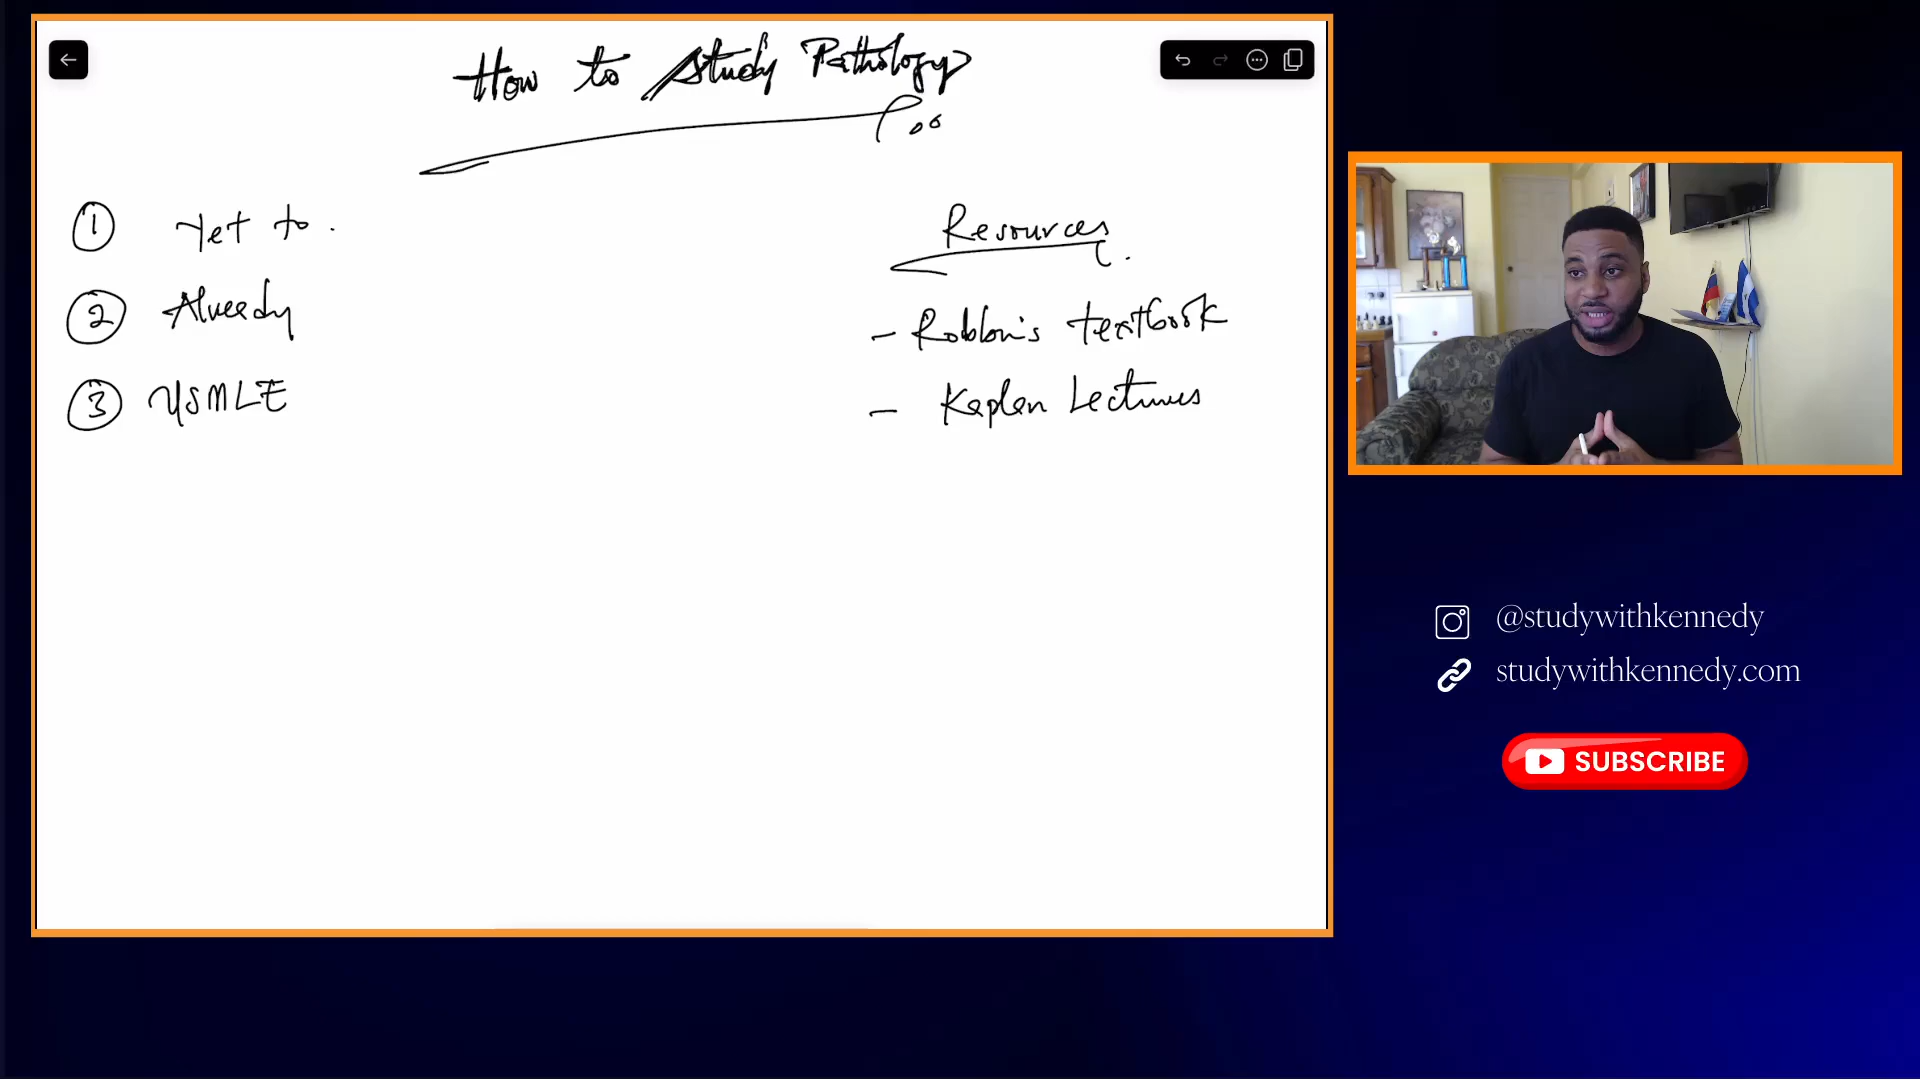 How to Study Pathology
1 Yet to.
2 Already
3 USMLE
Resources
- Robbin's textbook
- Kaplan Lectures
@studywithkennedy
studywithkennedy.com
SUBSCRIBE